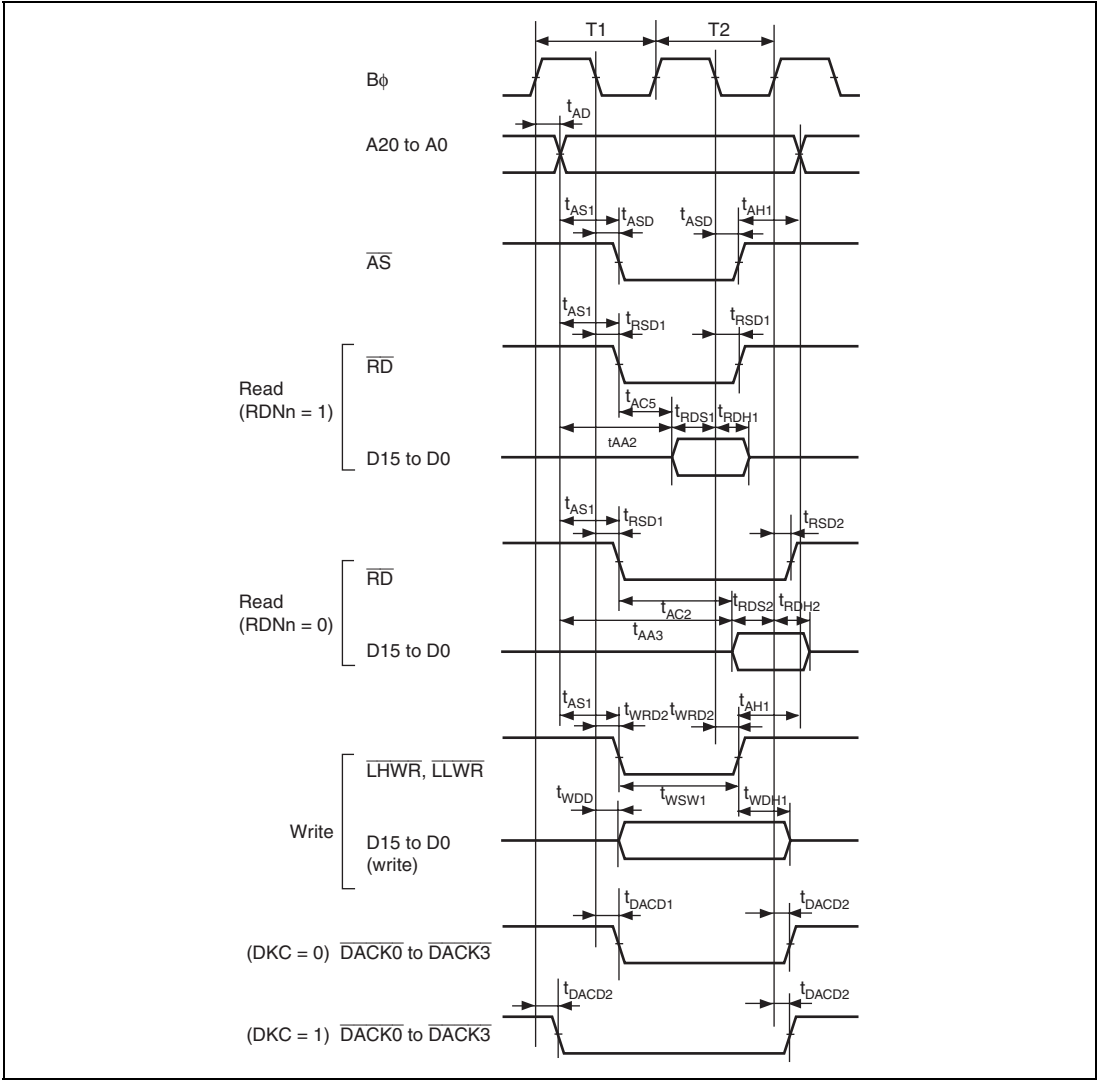 T1 T2
Bφ
tAD
A20 to A0
tAS1 tASD tASD tAH1
AS
tAS1 tRSD1 tRSD1
RD
Read
(RDNn = 1)
tAC5 tRDS1 tRDH1
tAA2
D15 to D0
tAS1 tRSD1 tRSD2
RD
Read
(RDNn = 0)
tAC2 tRDS2 tRDH2
tAA3
D15 to D0
tAS1 tWRD2 tWRD2 tAH1
LHWR, LLWR
tWDD tWSW1 tWDH1
Write
D15 to D0
(write)
tDACD1 tDACD2
(DKC = 0) DACK0 to DACK3
tDACD2 tDACD2
(DKC = 1) DACK0 to DACK3